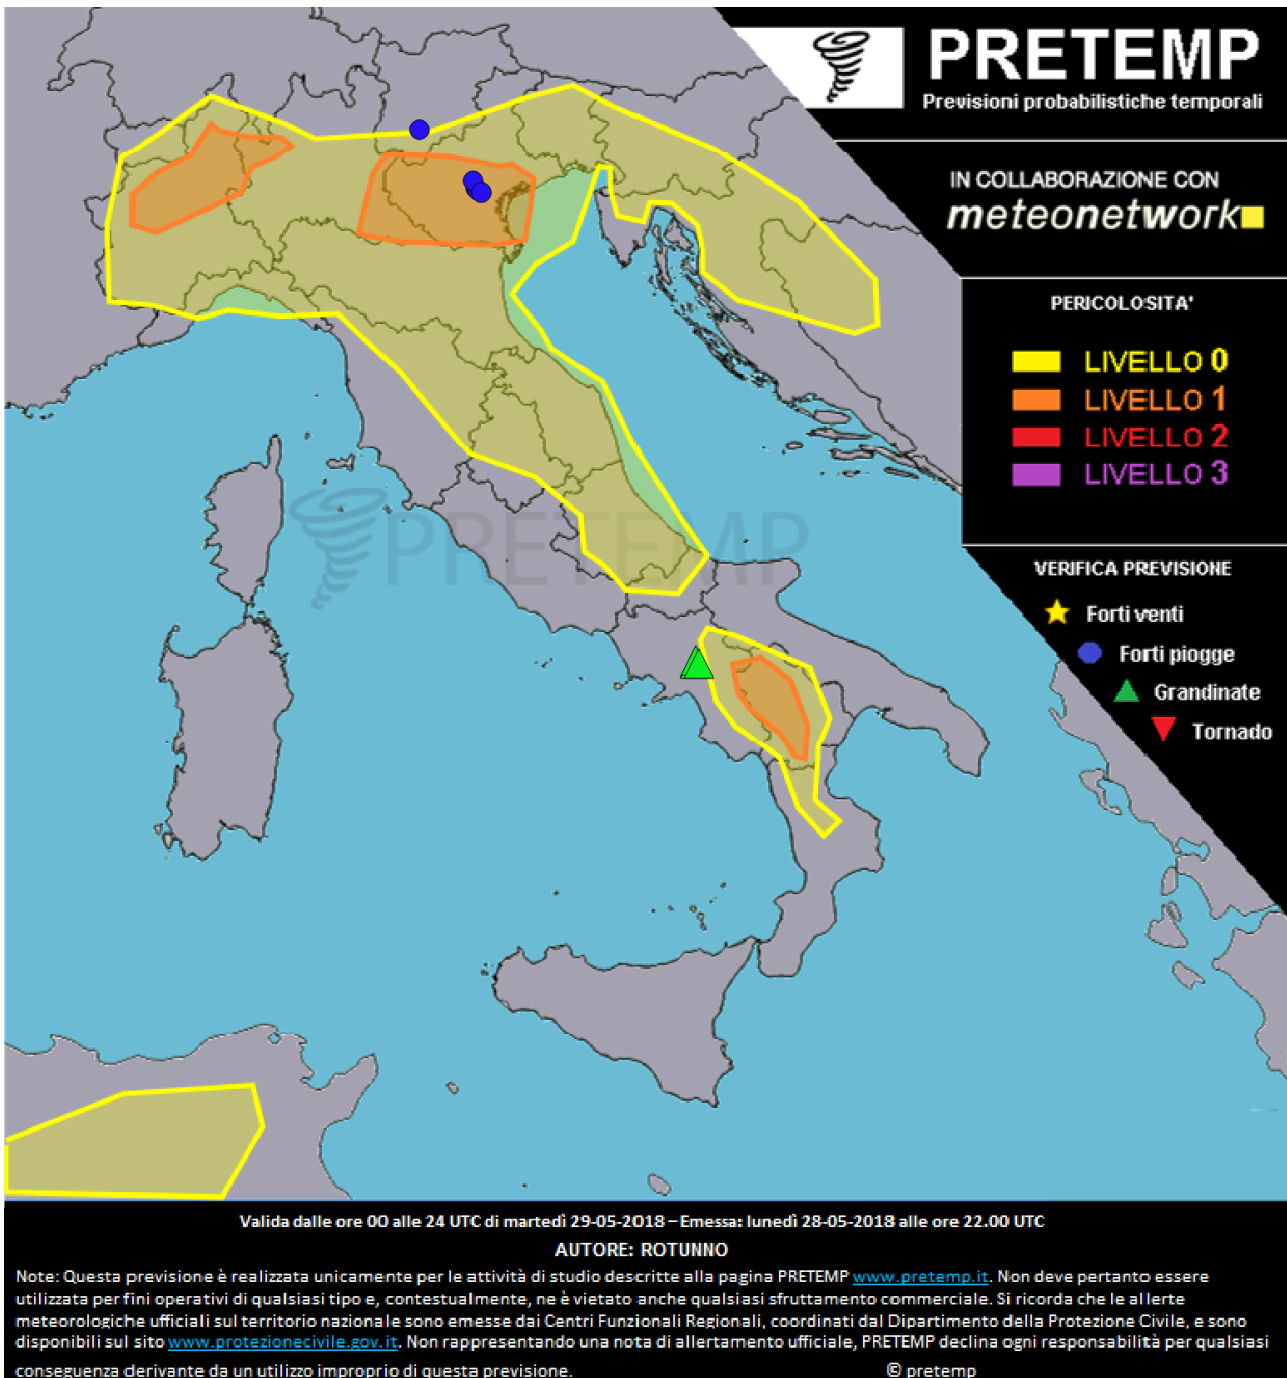 PRETEMP
Previsioni probabilistiche temporali
IN COLLABORAZIONE CON
meteonetwork
PERICOLOSITA'
LIVELLO 0
LIVELLO 1
LIVELLO 2
LIVELLO 3
PRETEMP
VERIFICA PREVISIONE
Forti venti
Forti piogge
Grandinate
Tornado
Valida dalle ore 00 alle 24 UTC di martedì 29-05-2018 – Emessa: lunedì 28-05-2018 alle ore 22.00 UTC
AUTORE: ROTUNNO
Note: Questa previsione è realizzata unicamente per le attività di studio descritte alla pagina PRETEMP www.pretemp.it. Non deve pertanto essere
utilizzata per fini operativi di qualsiasi tipo e, contestualmente, ne è vietato anche qualsiasi sfruttamento commerciale. Si ricorda che le allerte
meteorologiche ufficiali sul territorio nazionale sono emesse dai Centri Funzionali Regionali, coordinati dal Dipartimento della Protezione Civile, e sono
disponibili sul sito www.protezionecivile.gov.it. Non rappresentando una nota di allertamento ufficiale, PRETEMP declina ogni responsabilità per qualsiasi
conseguenza derivante da un utilizzo improprio di questa previsione. © pretemp